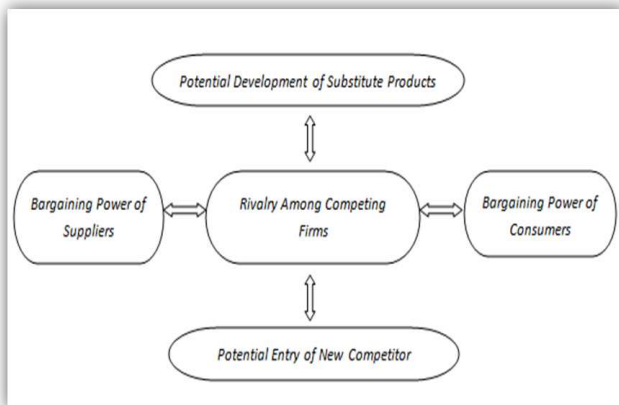 Potential Development of Substitute Products
Bargaining Power of
Suppliers
Rivalry Among Competing
Firms
Bargaining Power of
Consumers
Potential Entry of New Competitor